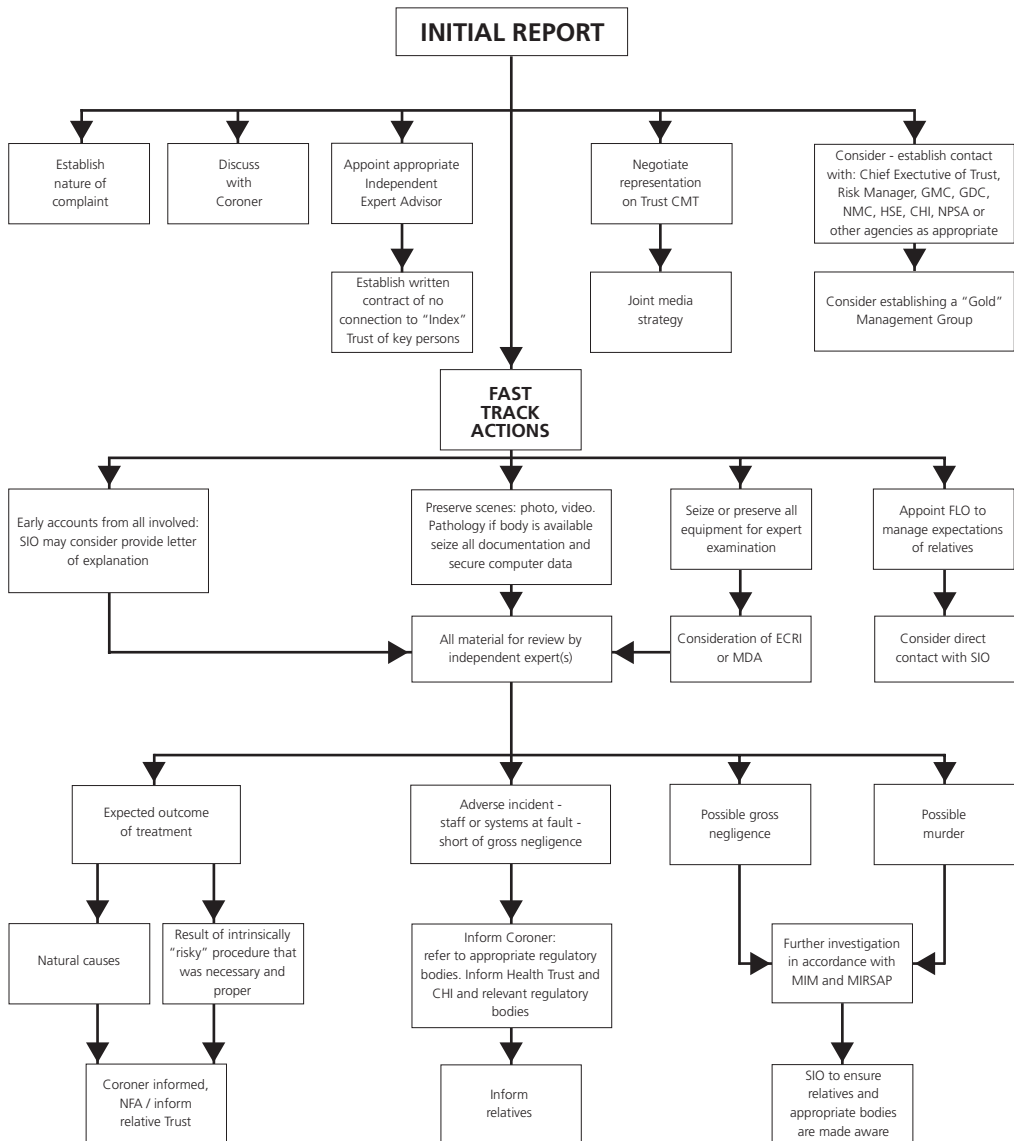 INITIAL REPORT
Establish
nature of
complaint
Discuss
with
Coroner
Appoint appropriate
Independent
Expert Advisor
Negotiate
representation
on Trust CMT
Consider - establish contact
with: Chief Exectutive of Trust,
Risk Manager, GMC, GDC,
NMC, HSE, CHI, NPSA or
other agencies as appropriate
Establish written
contract of no
connection to “Index”
Trust of key persons
Joint media
strategy
Consider establishing a “Gold”
Management Group
FAST
TRACK
ACTIONS
Early accounts from all involved:
SIO may consider provide letter
of explanation
Preserve scenes: photo, video.
Pathology if body is available
seize all documentation and
secure computer data
Seize or preserve all
equipment for expert
examination
Appoint FLO to
manage expectations
of relatives
All material for review by
independent expert(s)
Consideration of ECRI
or MDA
Consider direct
contact with SIO
Expected outcome
of treatment
Adverse incident -
staff or systems at fault -
short of gross negligence
Possible gross
negligence
Possible
murder
Natural causes
Result of intrinsically
“risky” procedure that
was necessary and
proper
Inform Coroner:
refer to appropriate regulatory
bodies. Inform Health Trust and
CHI and relevant regulatory
bodies
Further investigation
in accordance with
MIM and MIRSAP
Coroner informed,
NFA / inform
relative Trust
Inform
relatives
SIO to ensure
relatives and
appropriate bodies
are made aware